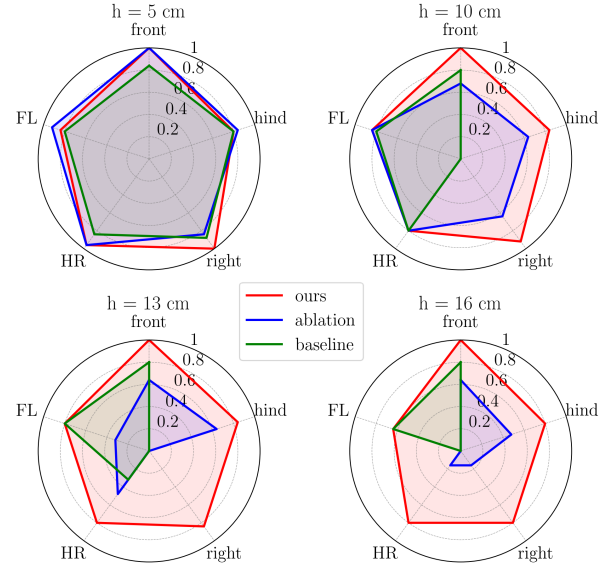 h = 5 cm
front
1
0.8
0.6
0.4
0.2
FL
hind
HR
right
h = 10 cm
front
1
0.8
0.6
0.4
0.2
FL
hind
HR
right
ours
ablation
baseline
h = 13 cm
front
1
0.8
0.6
0.4
0.2
FL
hind
HR
right
h = 16 cm
front
1
0.8
0.6
0.4
0.2
FL
hind
HR
right